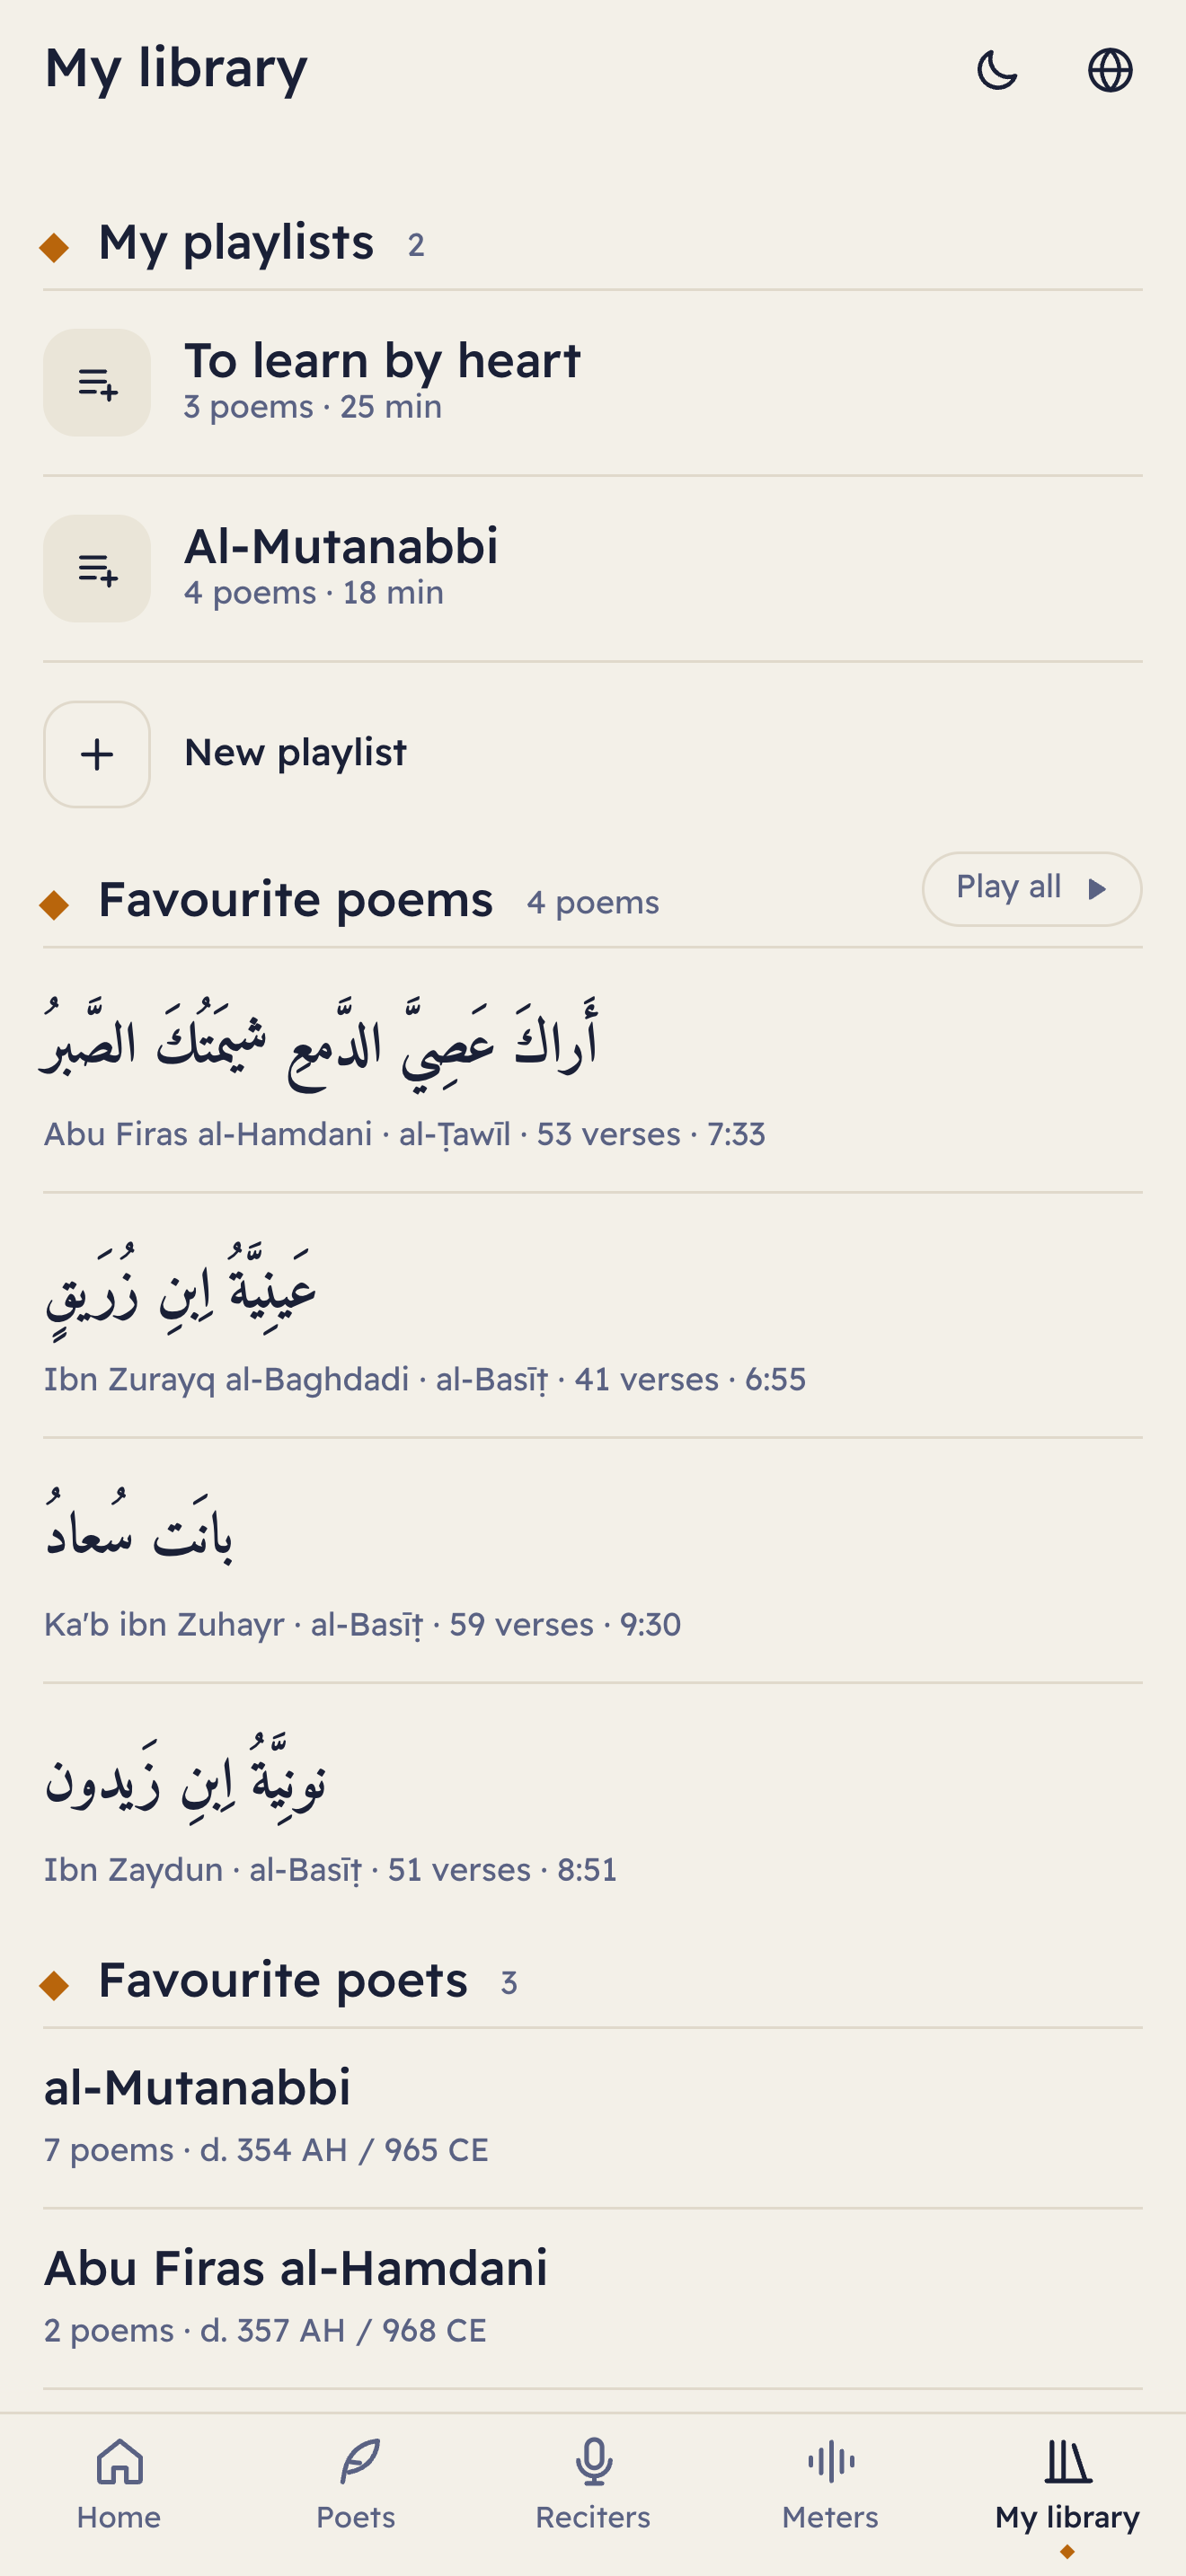 My library
My playlists 2
To learn by heart
3 poems · 25 min
Al-Mutanabbi
4 poems · 18 min
New playlist
Favourite poems 4 poems Play all
أَراكَ عَصِيَّ الدَّمعِ شيمَتُكَ الصَّبرُ
Abu Firas al-Hamdani · al-Ṭawīl · 53 verses · 7:33
عَينِيَّةُ اِبنِ زُرَيقٍ
Ibn Zurayq al-Baghdadi · al-Basīṭ · 41 verses · 6:55
بانَت سُعادُ
Ka'b ibn Zuhayr · al-Basīṭ · 59 verses · 9:30
نونِيَّةُ اِبنِ زَيدون
Ibn Zaydun · al-Basīṭ · 51 verses · 8:51
Favourite poets 3
al-Mutanabbi
7 poems · d. 354 AH / 965 CE
Abu Firas al-Hamdani
2 poems · d. 357 AH / 968 CE
Home Poets Reciters Meters My library